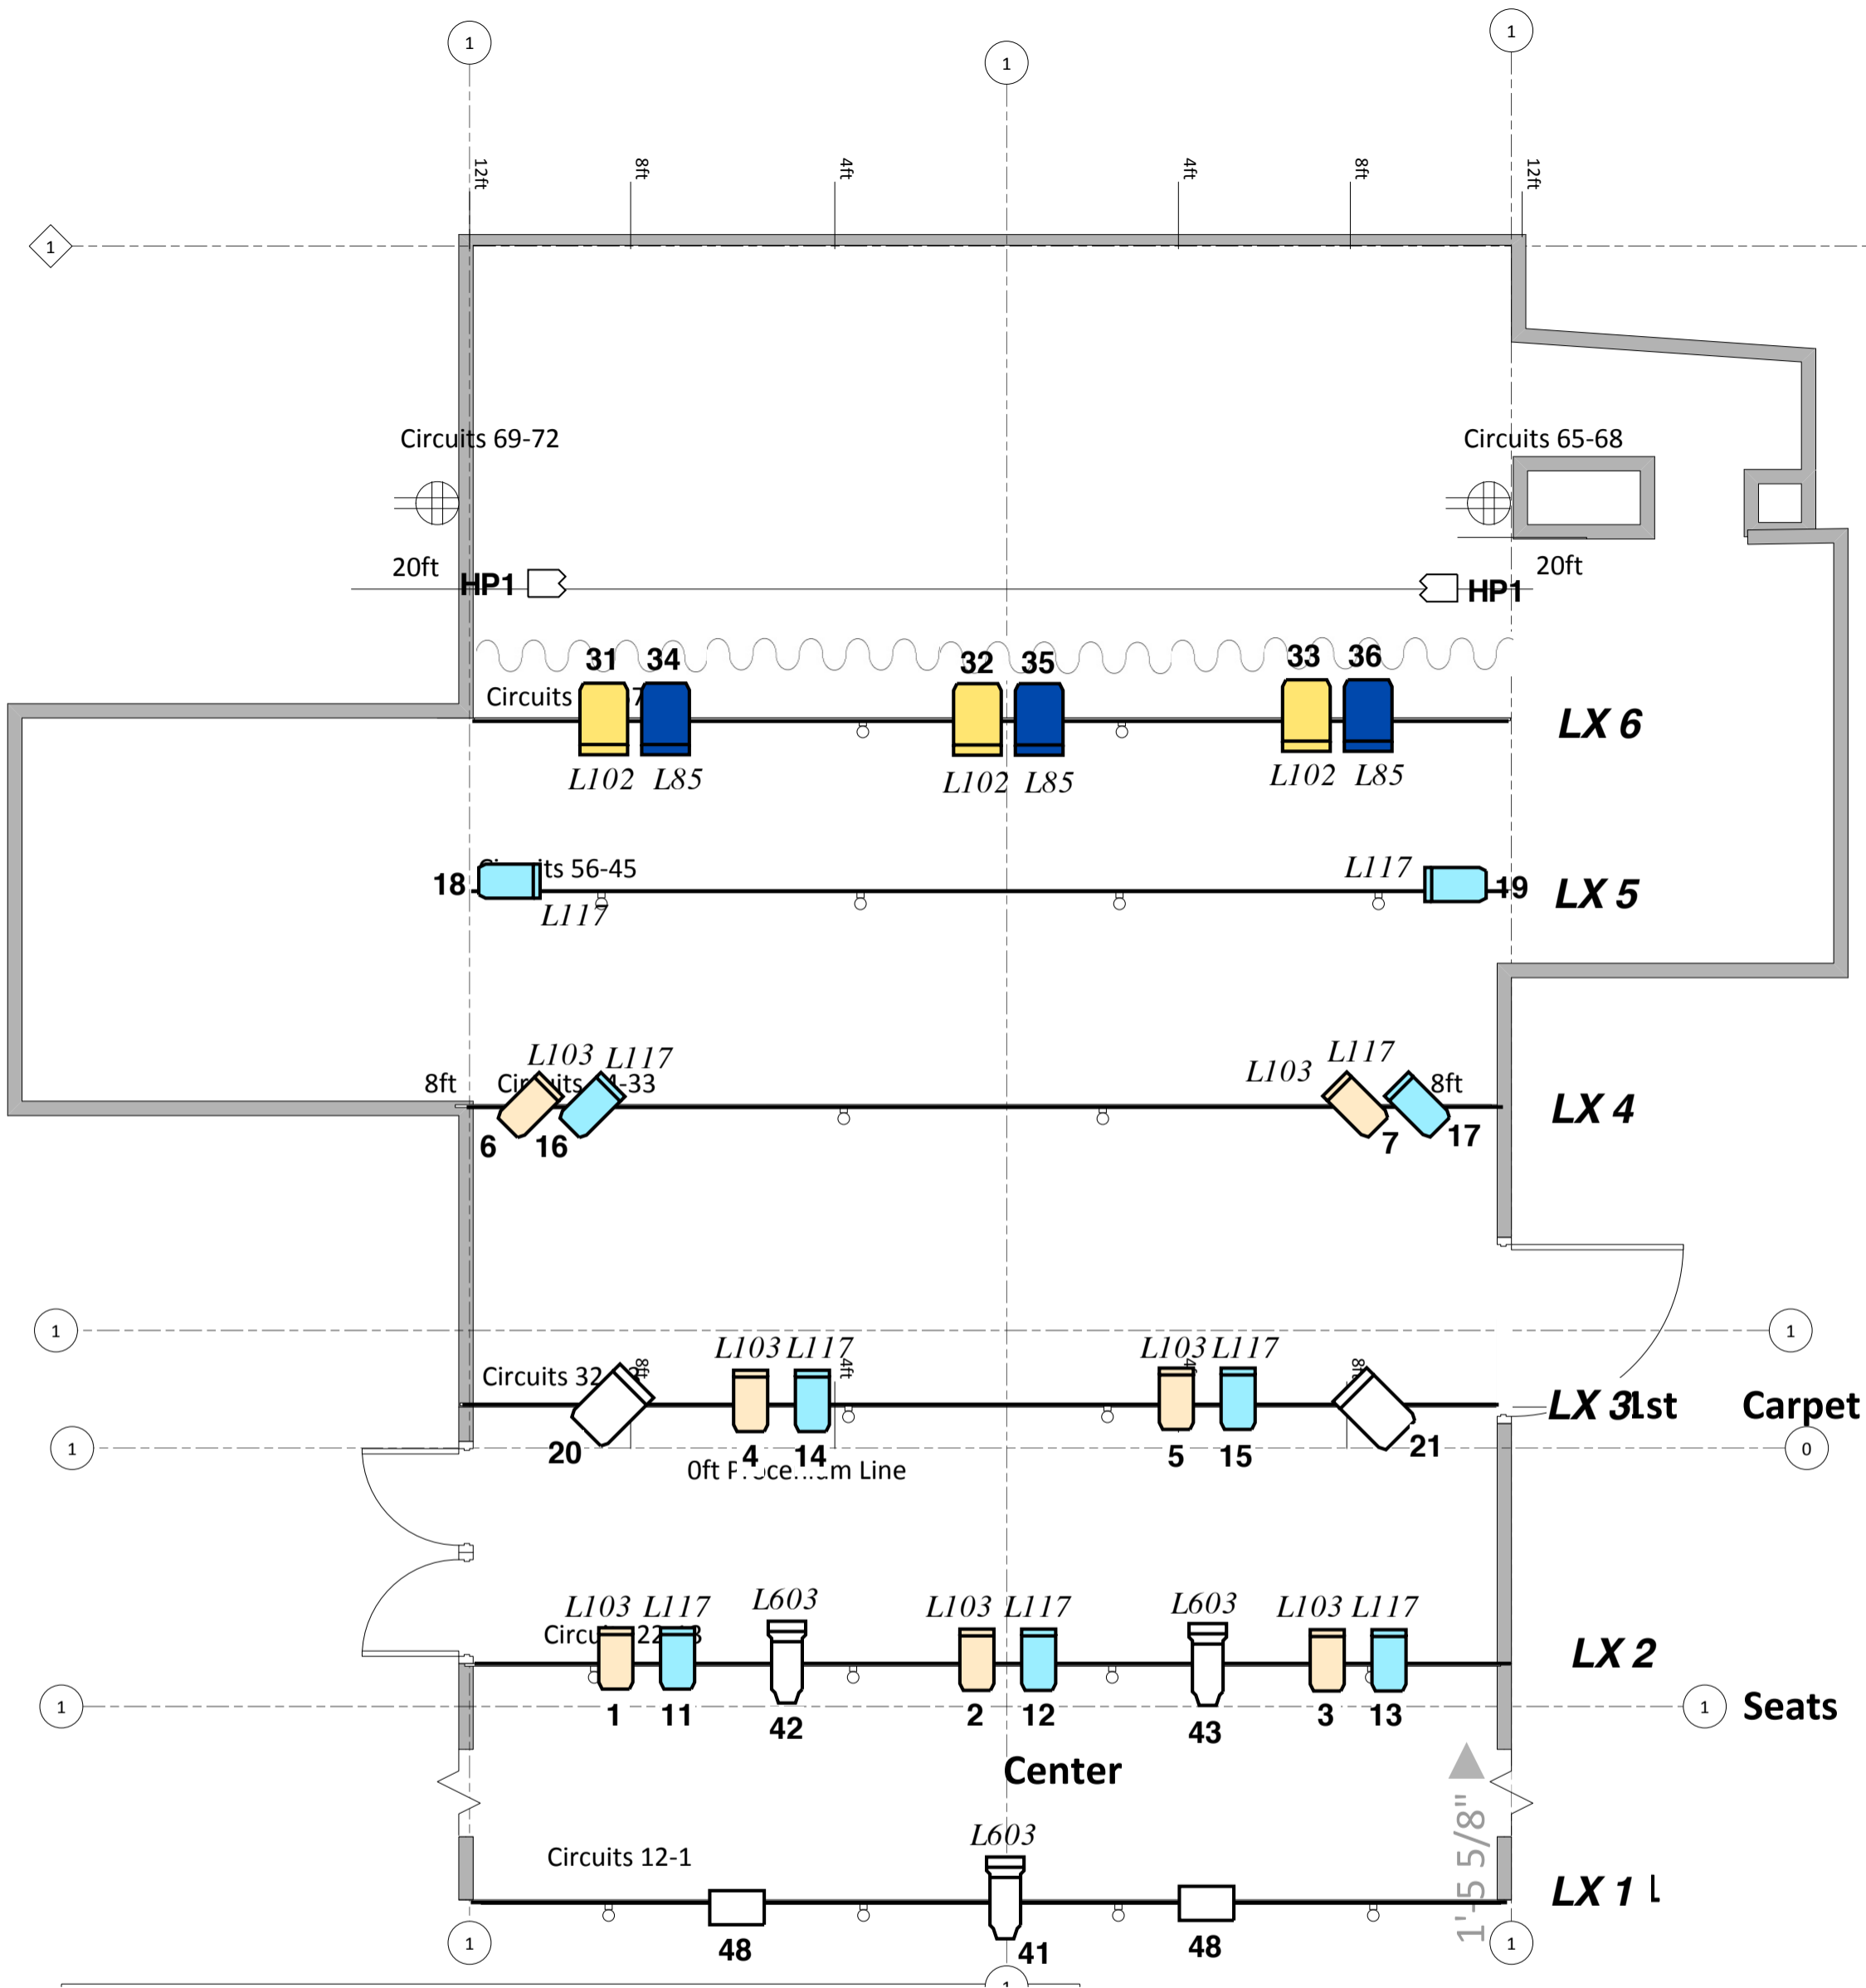 1
1
1
12ft
8ft
4ft
4ft
8ft
12ft
1
Circuits 69-72
Circuits 65-68
20ft
HP1
HP1
20ft
31
34
32
35
33
36
Circuits
LX 6
L102
L85
L102
L85
L102
L85
18
ts 56-45
L117
L117
19
LX 5
L103
L117
L103
L117
8ft
-33
8ft
6
16
7
17
LX 4
1
1
L103
L117
L103
L117
Circuits 32
8ft
4ft
8ft
LX 3
1st
Carpet
20
4
14
5
15
21
1
0
0ft
Line
L103
L117
L603
L103
L117
L603
L103
L117
LX 2
1
11
42
2
12
43
3
13
1
1
Seats
Center
1'-5 5/8"
L603
Circuits 12-1
LX 1
48
41
48
1
1
1